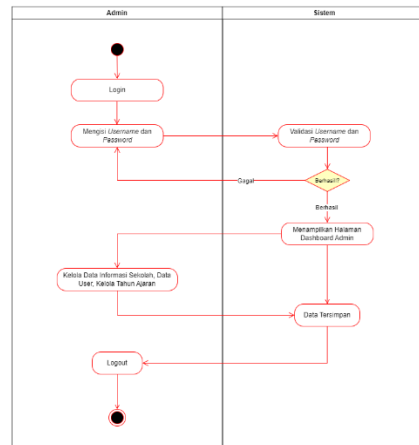 Admin
Sistem
Login
Mengisi Username dan
Password
Validasi Username dan
Password
Berhasil?
Gagal
Berhasil
Menampilkan Halaman
Dashboard Admin
Kelola Data Informasi Sekolah, Data
User, Kelola Tahun Ajaran
Data Tersimpan
Logout